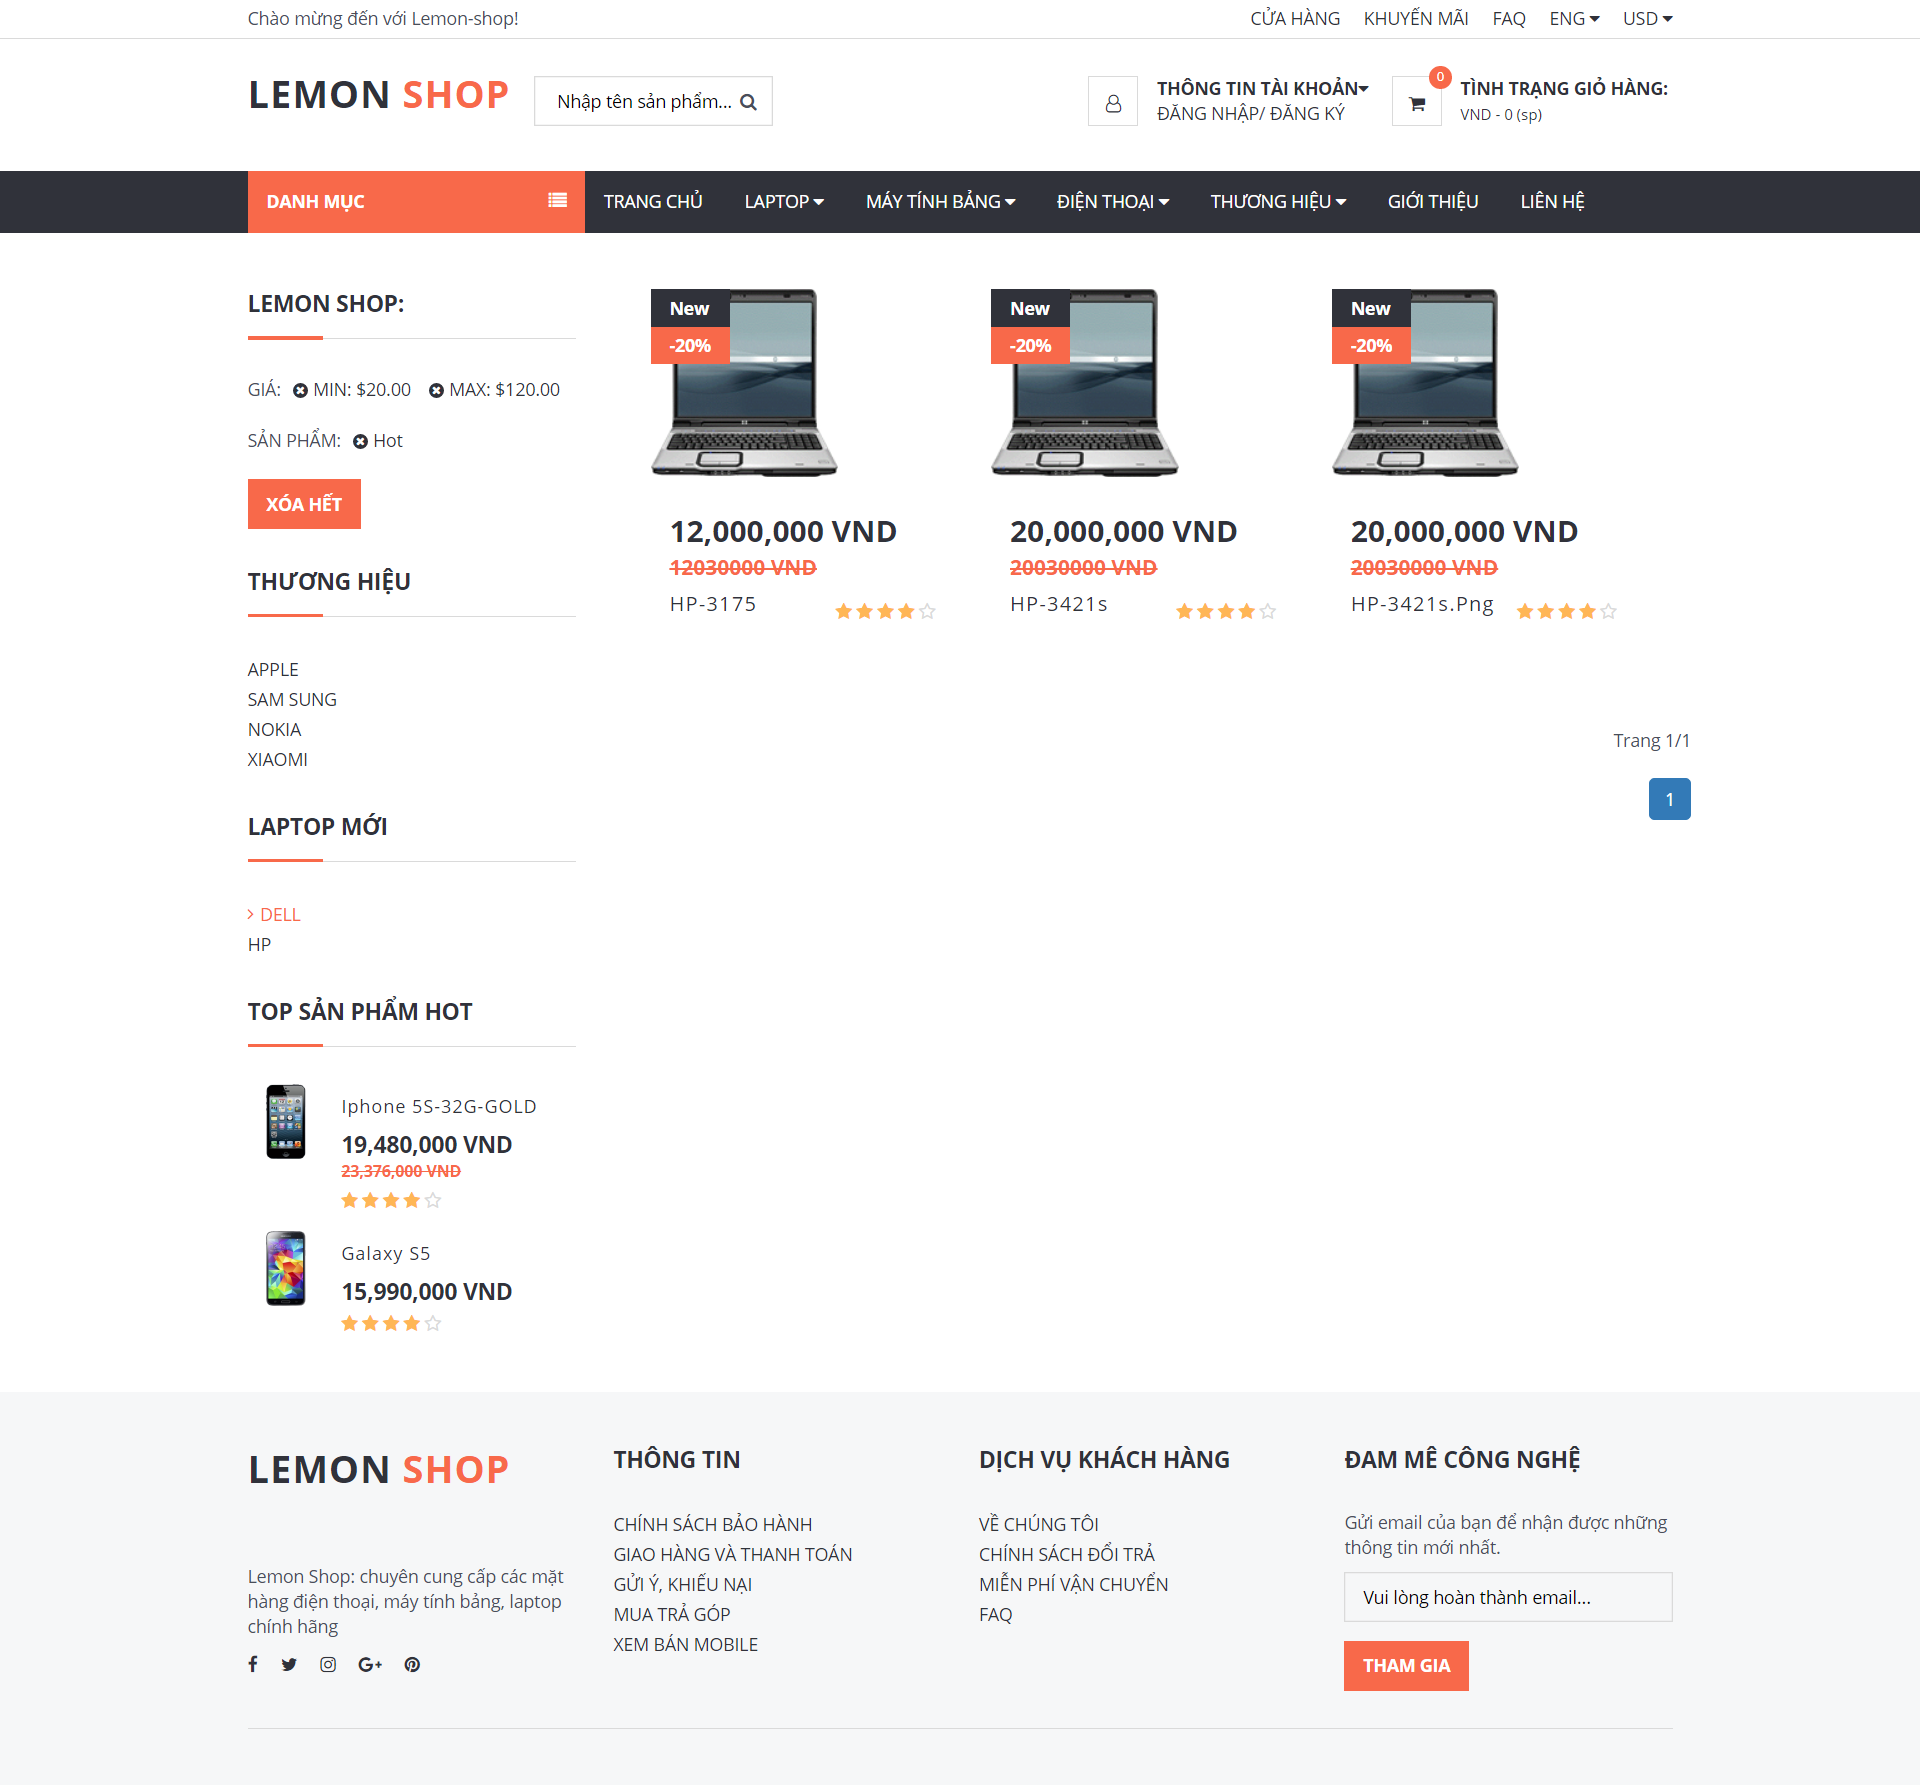 Chào mừng đến với Lemon-shop!
CỬA HÀNG KHUYẾN MÃI FAQ ENG USD
LEMON SHOP
Nhập tên sản phẩm...
THÔNG TIN TÀI KHOẢN
ĐĂNG NHẬP/ ĐĂNG KÝ
0
TÌNH TRẠNG GIỎ HÀNG:
VND - 0 (sp)
DANH MỤC
TRANG CHỦ LAPTOP MÁY TÍNH BẢNG ĐIỆN THOẠI THƯƠNG HIỆU GIỚI THIỆU LIÊN HỆ
LEMON SHOP:
GIÁ: MIN: $20.00 MAX: $120.00
SẢN PHẨM: Hot
XÓA HẾT
THƯƠNG HIỆU
APPLE
SAM SUNG
NOKIA
XIAOMI
LAPTOP MỚI
DELL
HP
TOP SẢN PHẨM HOT
Iphone 5S-32G-GOLD
19,480,000 VND
23,376,000 VND
Galaxy S5
15,990,000 VND
New
-20%
12,000,000 VND
12030000 VND
HP-3175
New
-20%
20,000,000 VND
20030000 VND
HP-3421s
New
-20%
20,000,000 VND
20030000 VND
HP-3421s.Png
Trang 1/1
1
LEMON SHOP
Lemon Shop: chuyên cung cấp các mặt
hàng điện thoại, máy tính bảng, laptop
chính hãng
THÔNG TIN
CHÍNH SÁCH BẢO HÀNH
GIAO HÀNG VÀ THANH TOÁN
GỬI Ý, KHIẾU NẠI
MUA TRẢ GÓP
XEM BÁN MOBILE
DỊCH VỤ KHÁCH HÀNG
VỀ CHÚNG TÔI
CHÍNH SÁCH ĐỔI TRẢ
MIỄN PHÍ VẬN CHUYỂN
FAQ
ĐAM MÊ CÔNG NGHỆ
Gửi email của bạn để nhận được những
thông tin mới nhất.
Vui lòng hoàn thành email...
THAM GIA